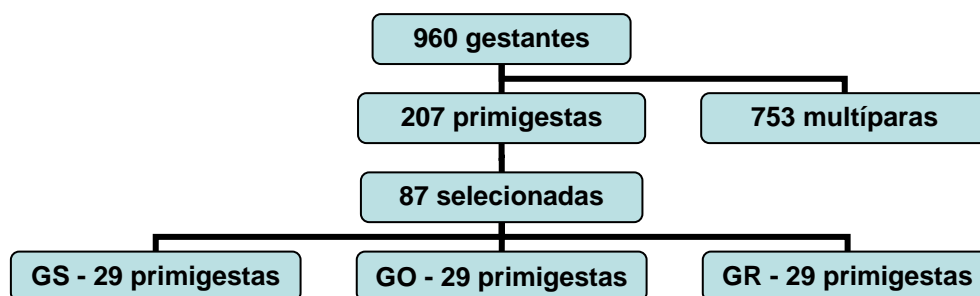 960 gestantes
207 primigestas
753 multíparas
87 selecionadas
GS - 29 primigestas
GO - 29 primigestas
GR - 29 primigestas